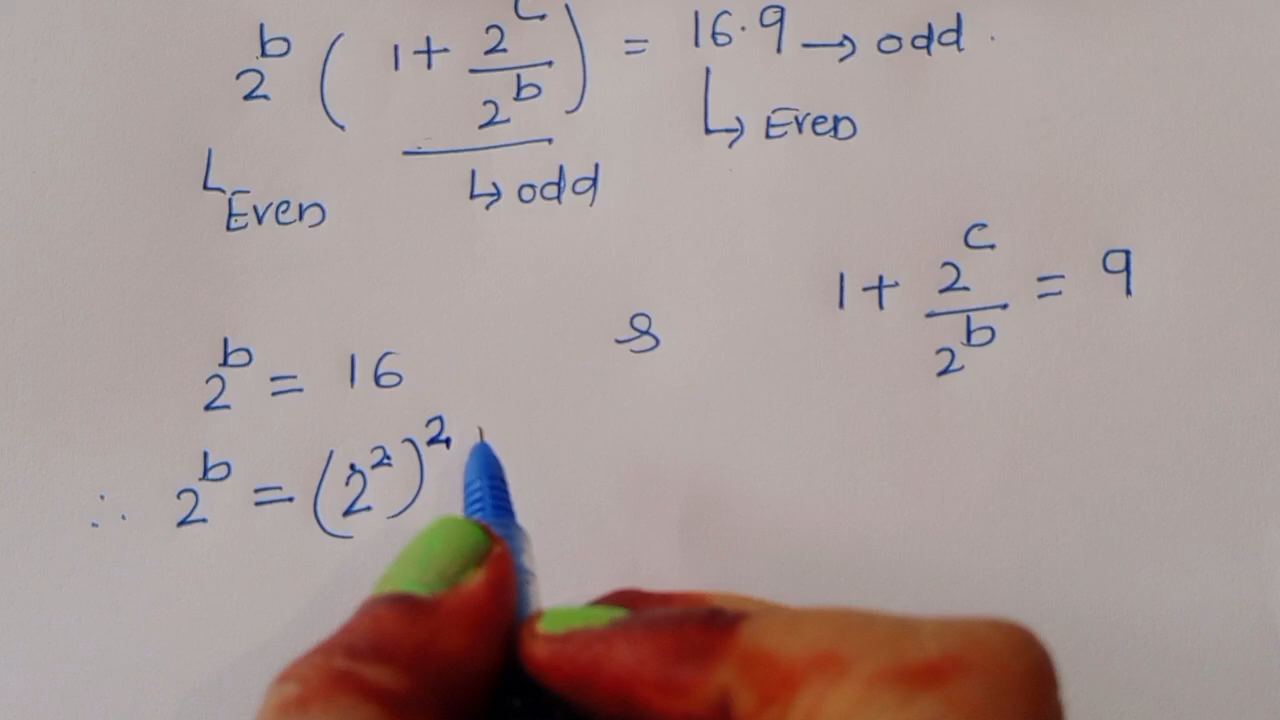 2^b ( 1 + 2^c / 2^b ) = 16·9 → odd .
↳ Even ↳ odd ↳ Even
2^b = 16 & 1 + 2^c / 2^b = 9
∴ 2^b = (2^2)^2